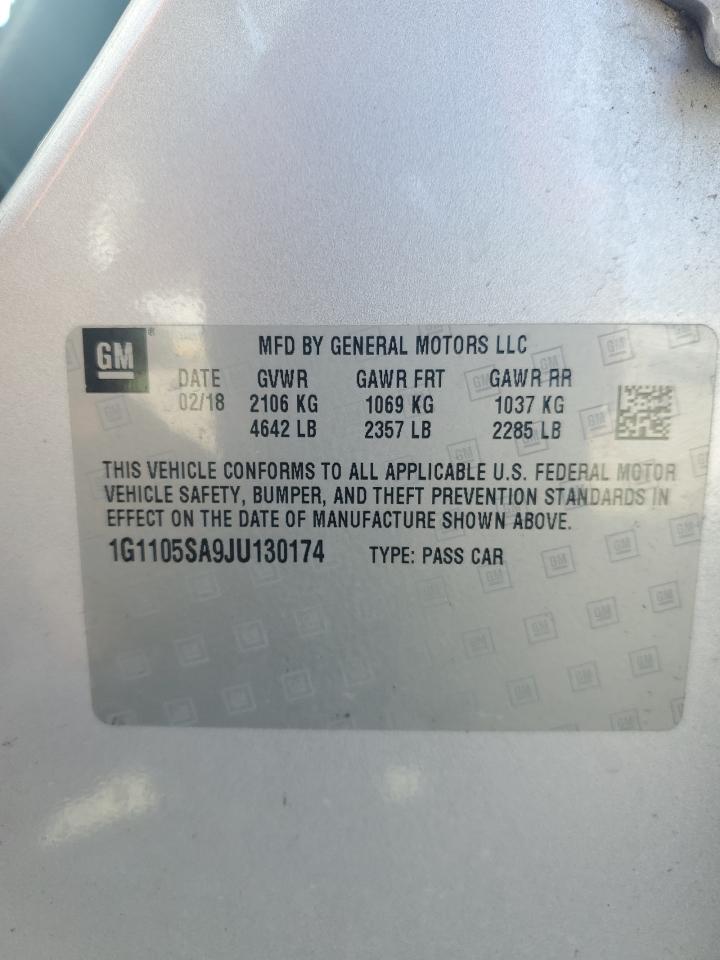 GM ® MFD BY GENERAL MOTORS LLC
DATE GVWR GAWR FRT GAWR RR
02/18 2106 KG 1069 KG 1037 KG
4642 LB 2357 LB 2285 LB
THIS VEHICLE CONFORMS TO ALL APPLICABLE U.S. FEDERAL MOTOR
VEHICLE SAFETY, BUMPER, AND THEFT PREVENTION STANDARDS IN
EFFECT ON THE DATE OF MANUFACTURE SHOWN ABOVE.
1G1105SA9JU130174 TYPE: PASS CAR